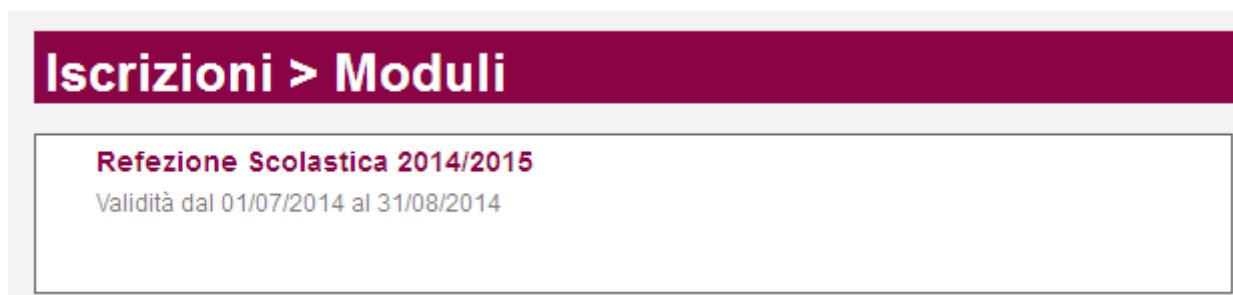 Iscrizioni > Moduli
Refezione Scolastica 2014/2015
Validità dal 01/07/2014 al 31/08/2014